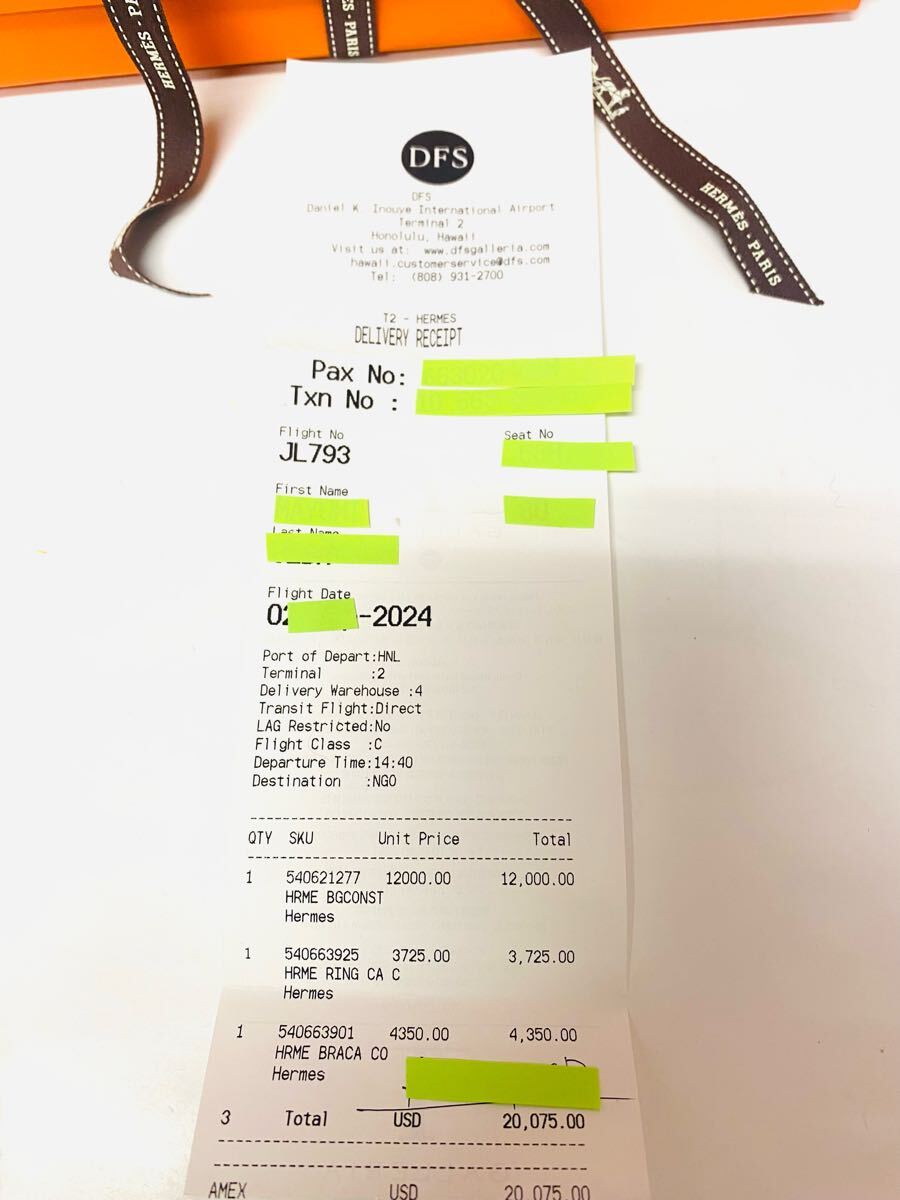 HERMÈS · PA
· PARIS
HERMÈS · PARIS
DFS
DFS
Daniel K. Inouye International Airport
Terminal 2
Honolulu, Hawaii
Visit us at: www.dfsgalleria.com
hawaii.customerservice@dfs.com
Tel: (808) 931-2700
T2 - HERMES
DELIVERY RECEIPT
Pax No:
Txn No :
Flight No
Seat No
JL793
First Name
Last Name
Flight Date
02 -2024
Port of Depart:HNL
Terminal :2
Delivery Warehouse :4
Transit Flight:Direct
LAG Restricted:No
Flight Class :C
Departure Time:14:40
Destination :NGO
QTY SKU Unit Price Total
1 540621277 12000.00 12,000.00
HRME BGCONST
Hermes
1 540663925 3725.00 3,725.00
HRME RING CA C
Hermes
1 540663901 4350.00 4,350.00
HRME BRACA CO
Hermes
3 Total USD 20,075.00
AMEX USD 20,075.00